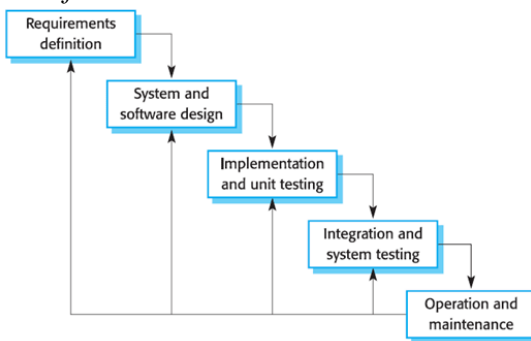 Requirements
definition
System and
software design
Implementation
and unit testing
Integration and
system testing
Operation and
maintenance